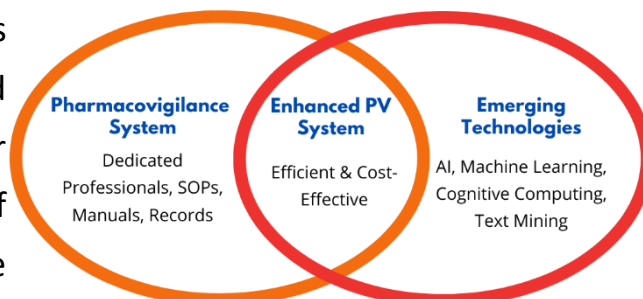 s
d
r
f
e
Pharmacovigilance
System
Dedicated
Professionals, SOPs,
Manuals, Records
Enhanced PV
System
Efficient & Cost-
Effective
Emerging
Technologies
AI, Machine Learning,
Cognitive Computing,
Text Mining